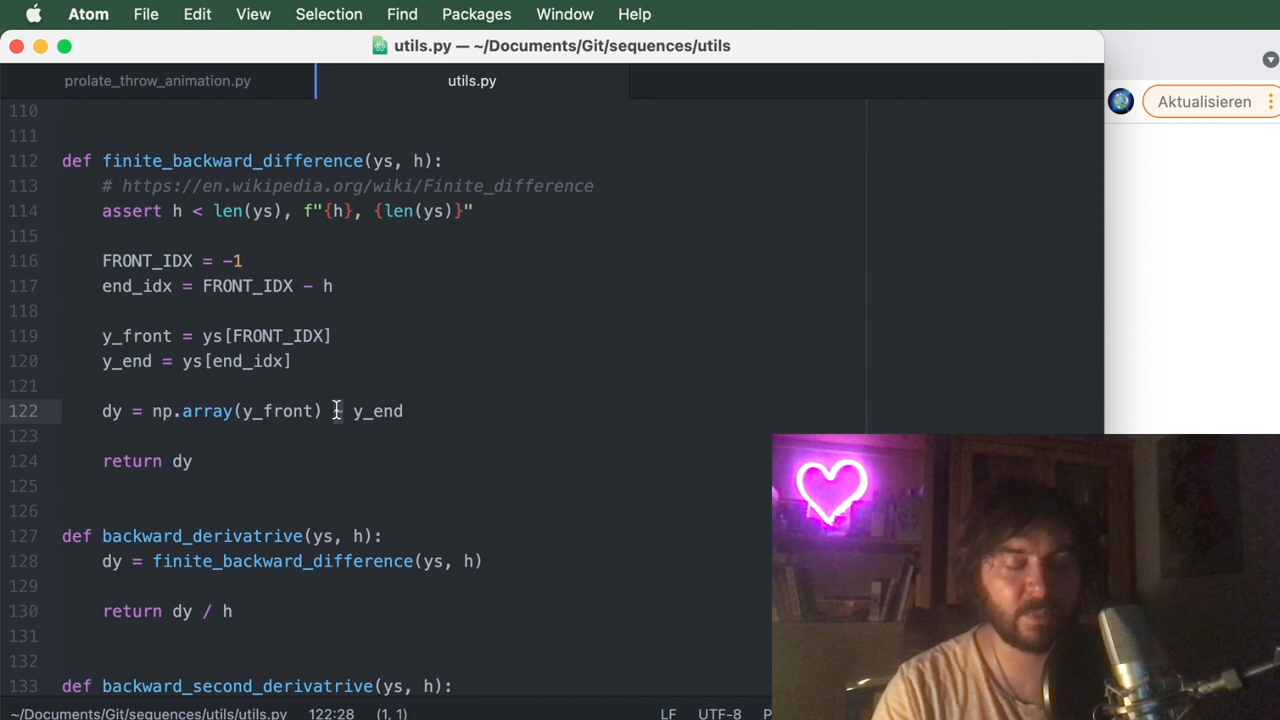 Atom File Edit View Selection Find Packages Window Help
utils.py — ~/Documents/Git/sequences/utils
prolate_throw_animation.py utils.py
Aktualisieren
110
111
112 def finite_backward_difference(ys, h):
113 # https://en.wikipedia.org/wiki/Finite_difference
114 assert h < len(ys), f"{h}, {len(ys)}"
115
116 FRONT_IDX = -1
117 end_idx = FRONT_IDX - h
118
119 y_front = ys[FRONT_IDX]
120 y_end = ys[end_idx]
121
122 dy = np.array(y_front) - y_end
123
124 return dy
125
126
127 def backward_derivatrive(ys, h):
128 dy = finite_backward_difference(ys, h)
129
130 return dy / h
131
132
133 def backward_second_derivatrive(ys, h):
~/Documents/Git/sequences/utils/utils.py 122:28 (1, 1) LF UTF-8 P